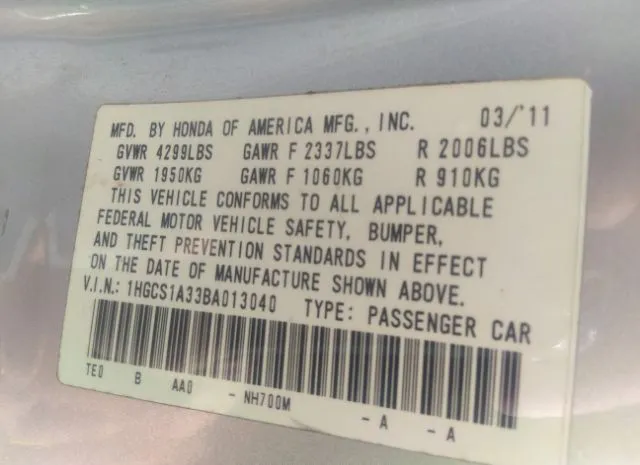 MFD. BY HONDA OF AMERICA MFG., INC. 03/'11
GVWR 4299LBS GAWR F 2337LBS R 2006LBS
GVWR 1950KG GAWR F 1060KG R 910KG
THIS VEHICLE CONFORMS TO ALL APPLICABLE
FEDERAL MOTOR VEHICLE SAFETY, BUMPER,
AND THEFT PREVENTION STANDARDS IN EFFECT
ON THE DATE OF MANUFACTURE SHOWN ABOVE.
V.I.N.: 1HGCS1A33BA013040 TYPE: PASSENGER CAR
TE0 B AA0 - NH700M - A - A